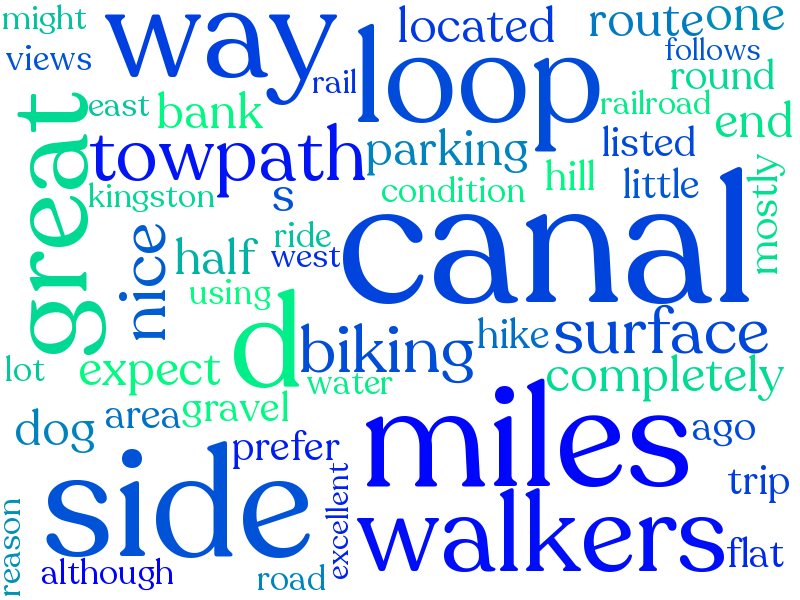 might
way
located
route
one
views
rail
loop
follows
round
great
east
bank
railroad
end
towpath
parking
listed
kingston
s
condition
hill
little
mostly
nice
half
ride
west
canal
using
d
biking
hike
surface
lot
expect
water
completely
dog
area
gravel
prefer
miles
ago
side
excellent
walkers
trip
reason
although
road
flat